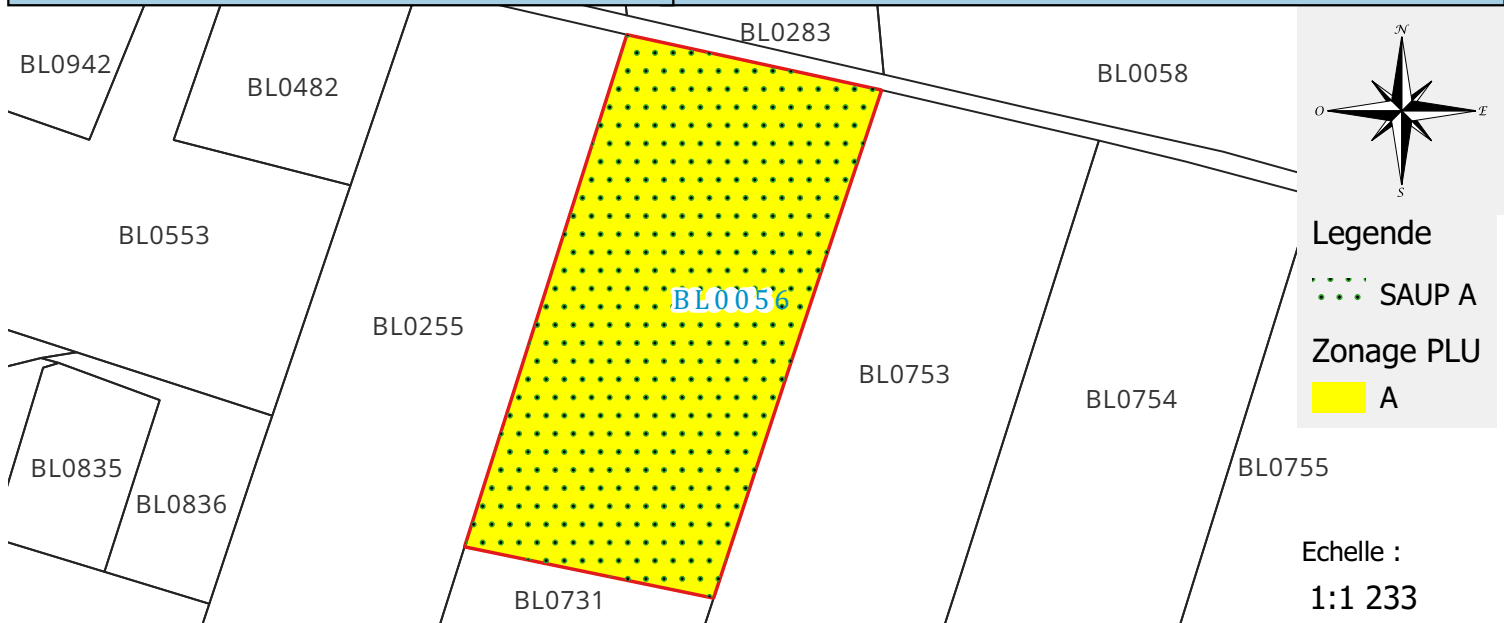 BL0283
BL0942
BL0058
BL0482
N
O
E
S
BL0553
Legende
SAUP A
BL0056
BL0255
Zonage PLU
BL0753
A
BL0754
BL0835
BL0755
BL0836
Echelle :
BL0731
1:1 233